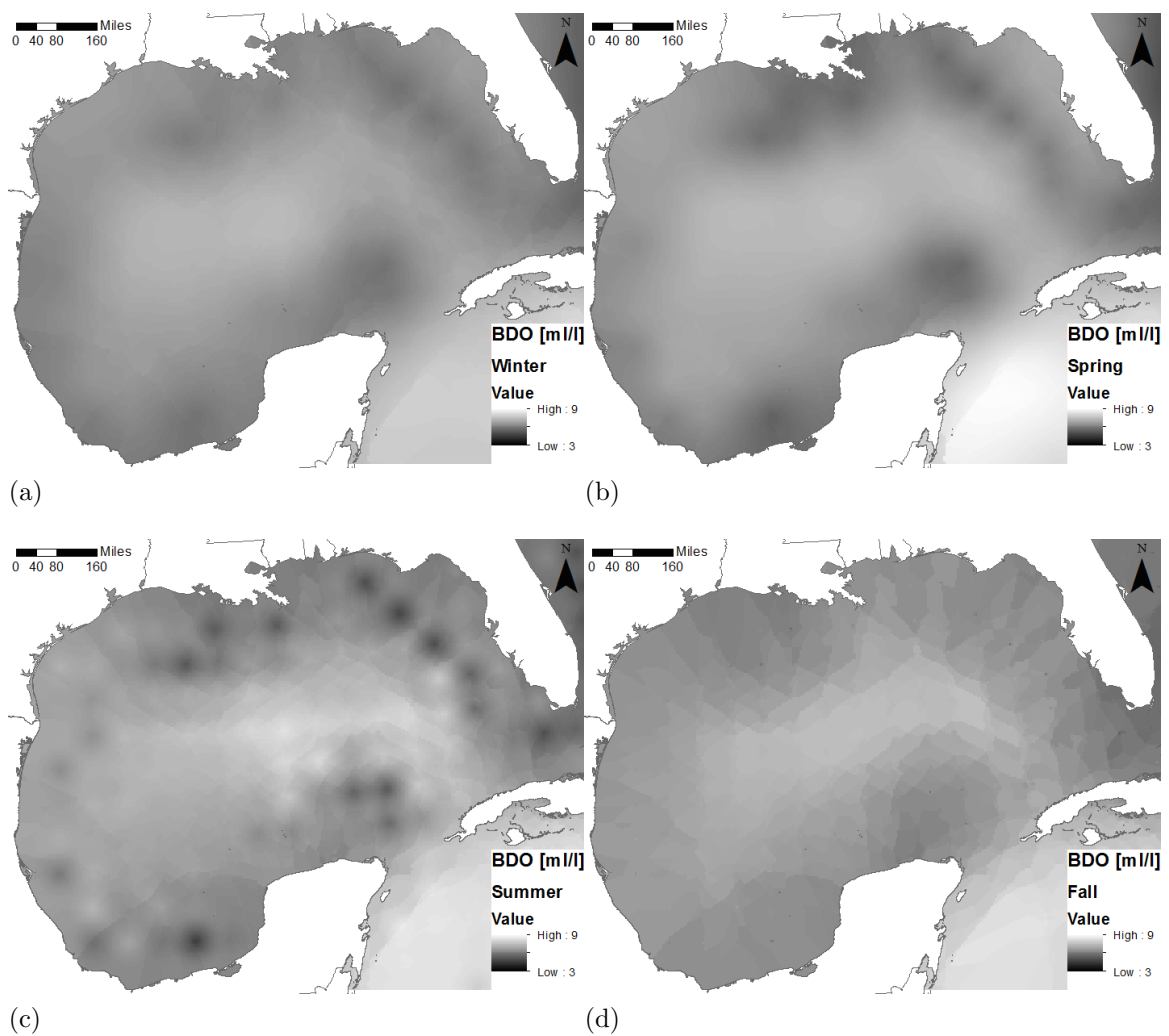 Miles
0 40 80 160
N
BDO [ml/l]
Winter
Value
High : 9
Low : 3
(a)
Miles
0 40 80 160
N
BDO [ml/l]
Spring
Value
High : 9
Low : 3
(b)
Miles
0 40 80 160
N
BDO [ml/l]
Summer
Value
High : 9
Low : 3
(c)
Miles
0 40 80 160
N
BDO [ml/l]
Fall
Value
High : 9
Low : 3
(d)